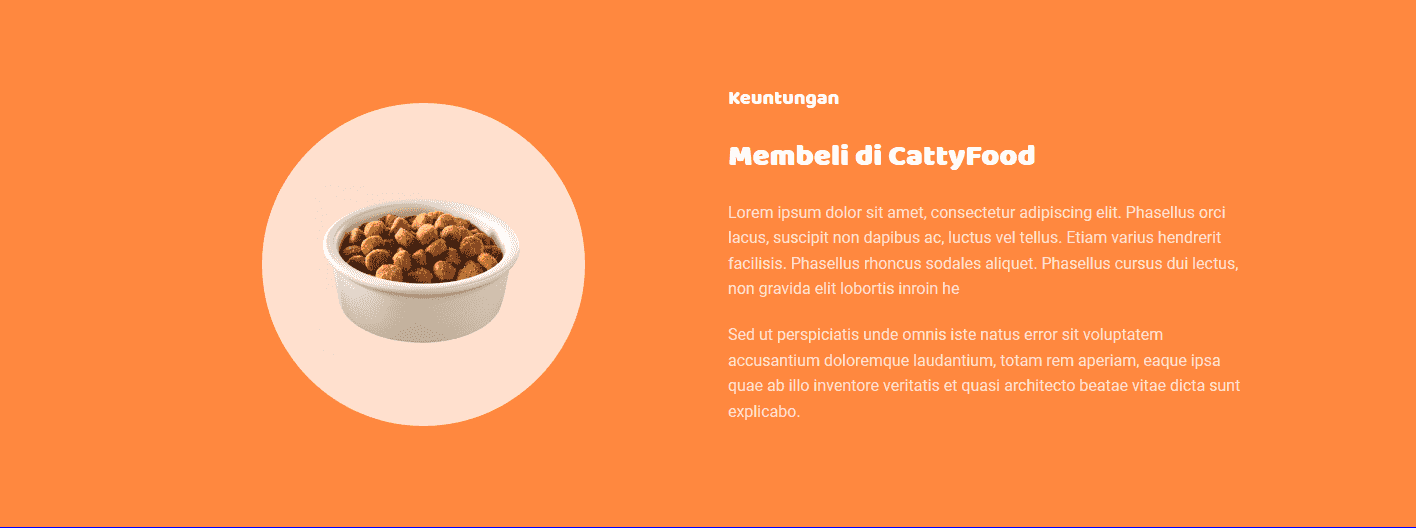 Keuntungan
Membeli di CattyFood
Lorem ipsum dolor sit amet, consectetur adipiscing elit. Phasellus orci
lacus, suscipit non dapibus ac, luctus vel tellus. Etiam varius hendrerit
facilisis. Phasellus rhoncus sodales aliquet. Phasellus cursus dui lectus,
non gravida elit lobortis inroin he
Sed ut perspiciatis unde omnis iste natus error sit voluptatem
accusantium doloremque laudantium, totam rem aperiam, eaque ipsa
quae ab illo inventore veritatis et quasi architecto beatae vitae dicta sunt
explicabo.